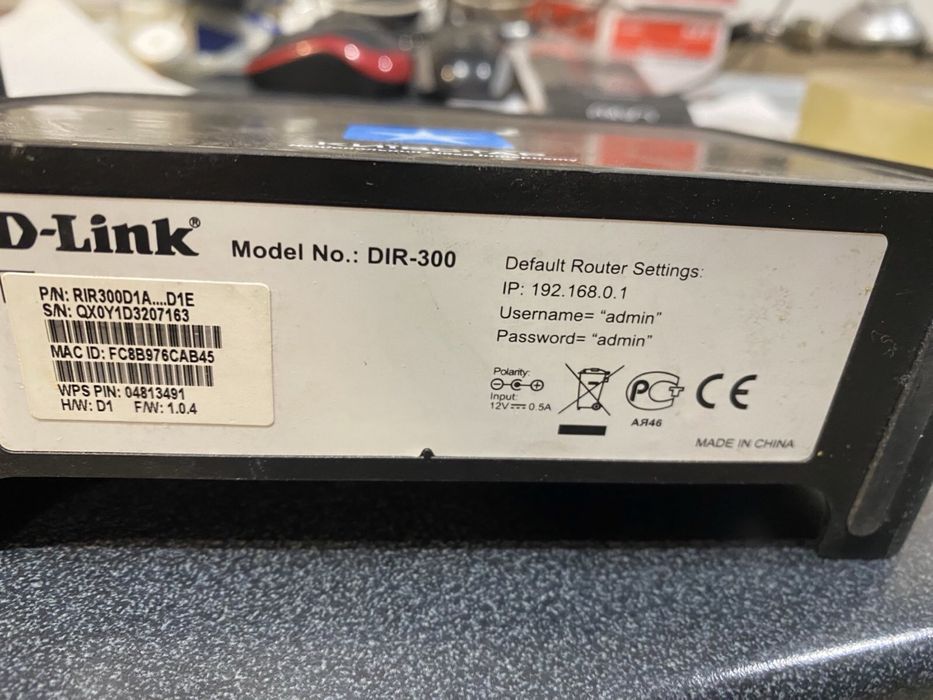 D-Link®
Model No.: DIR-300
P/N: RIR300D1A....D1E
S/N: QX0Y1D3207163
MAC ID: FC8B976CAB45
WPS PIN: 04813491
H/W: D1 F/W: 1.0.4
Default Router Settings:
IP: 192.168.0.1
Username= “admin”
Password= “admin”
Polarity:
Input:
12V 0.5A
РСТ
АЯ46
CE
MADE IN CHINA